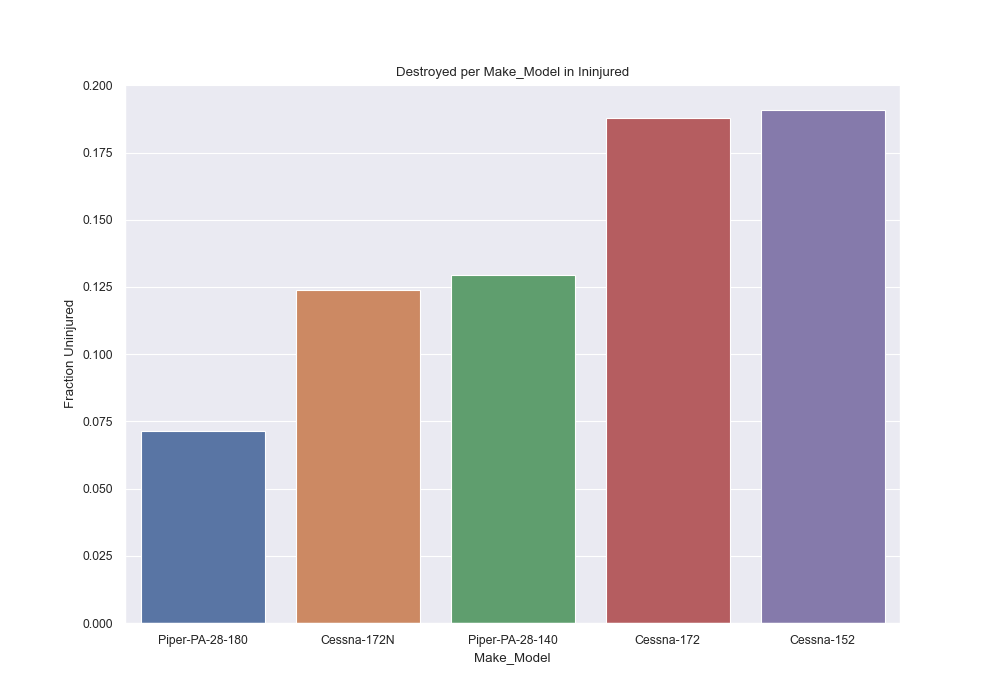 Destroyed per Make_Model in Ininjured
Fraction Uninjured
0.200
0.175
0.150
0.125
0.100
0.075
0.050
0.025
0.000
Piper-PA-28-180 Cessna-172N Piper-PA-28-140 Cessna-172 Cessna-152
Make_Model